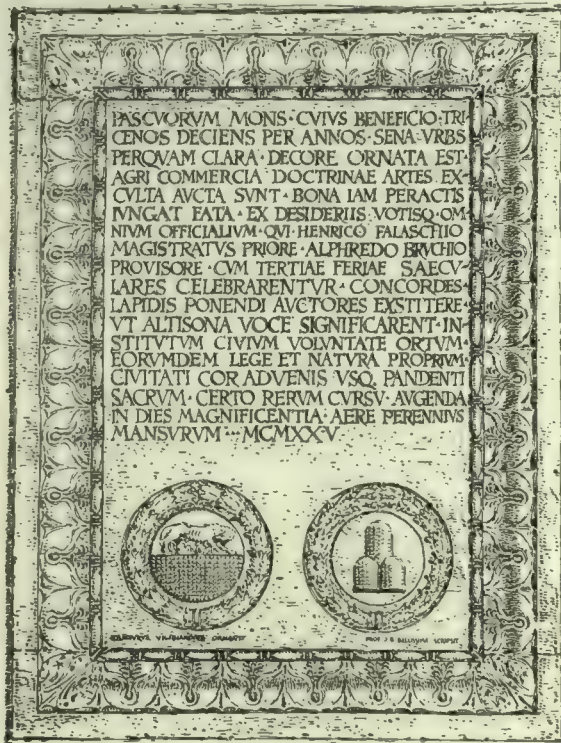 PASCVORVM MONS · CVIVS BENEFICIO · TRI
CENOS DECIENS PER ANNOS · SENA · VRBS
PERQVAM CLARA · DECORE ORNATA EST ·
AGRI COMMERCIA DOCTRINAE ARTES EX
CVLTA AVCTA SVNT · BONA IAM PERACTIS
IVNGAT FATA · EX DESIDERIIS VOTISQ · OM
NIVM OFFICIALIVM · QVI · HENRICO FALASCHIO
MAGISTRATVS PRIORE · ALPHREDO BRVCHIO
PROVISORE · CVM TERTIAE FERIAE SAECV
LARES CELEBRARENTVR · CONCORDES
LAPIDIS PONENDI AVCTORES EXSTITERE ·
VT ALTISONA VOCE SIGNIFICARENT · IN
STITVTVM CIVIVM VOLVNTATE ORTVM ·
EORVMDEM LEGE ET NATVRA PROPRIVM ·
CIVITATI COR ADVENIS VSQ. PANDENTI
SACRVM · CERTO RERVM CVRSV · AVGENDA
IN DIES MAGNIFICENTIA · AERE PERENNIVS
MANSVRVM · MCMXXV
PROF. J. B. BELLISSIMI SCRIPSIT